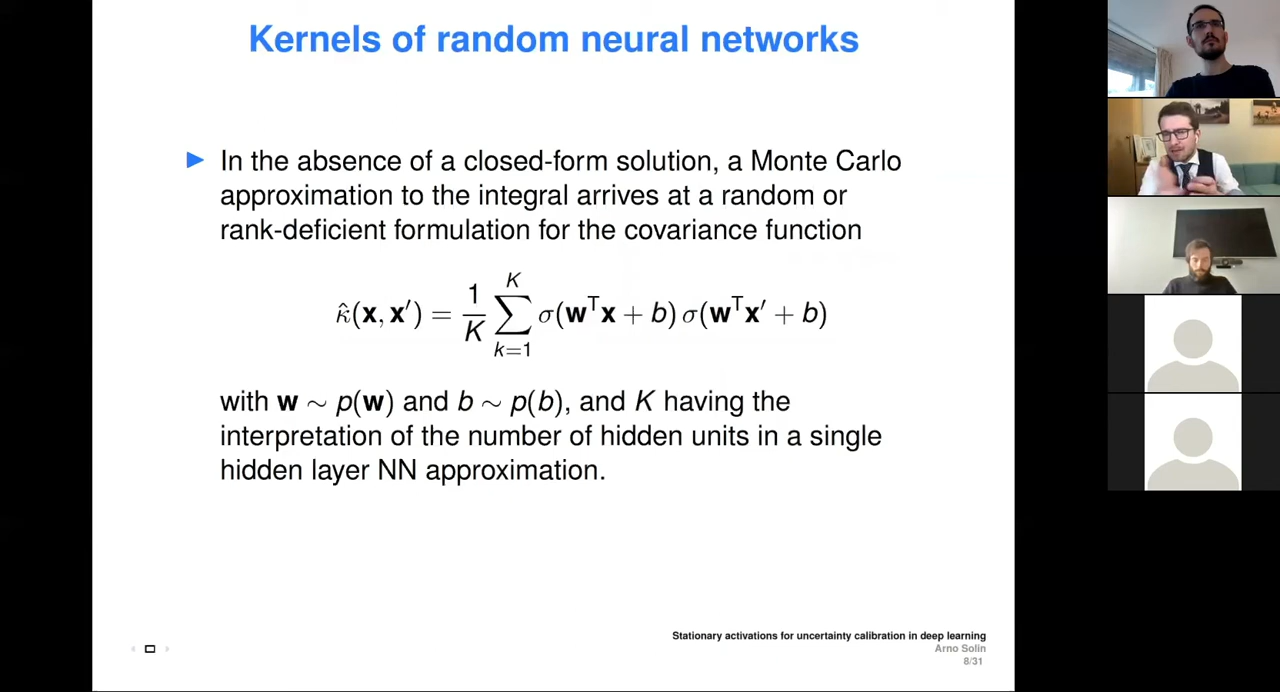 Kernels of random neural networks
In the absence of a closed-form solution, a Monte Carlo
approximation to the integral arrives at a random or
rank-deficient formulation for the covariance function
κ̂(x, x′) = 1/K ∑_{k=1}^{K} σ(wᵀx + b) σ(wᵀx′ + b)
with w ∼ p(w) and b ∼ p(b), and K having the
interpretation of the number of hidden units in a single
hidden layer NN approximation.
Stationary activations for uncertainty calibration in deep learning
Arno Solin
8/31